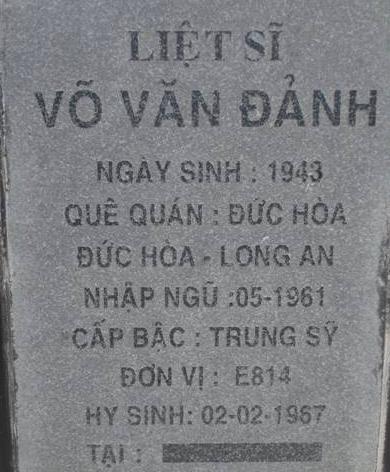 LIỆT SĨ
VÕ VĂN ĐẢNH
NGÀY SINH : 1943
QUÊ QUÁN : ĐỨC HÒA
ĐỨC HÒA - LONG AN
NHẬP NGŨ :05-1961
CẤP BẬC : TRUNG SỸ
ĐƠN VỊ : E814
HY SINH: 02-02-1967
TẠI :